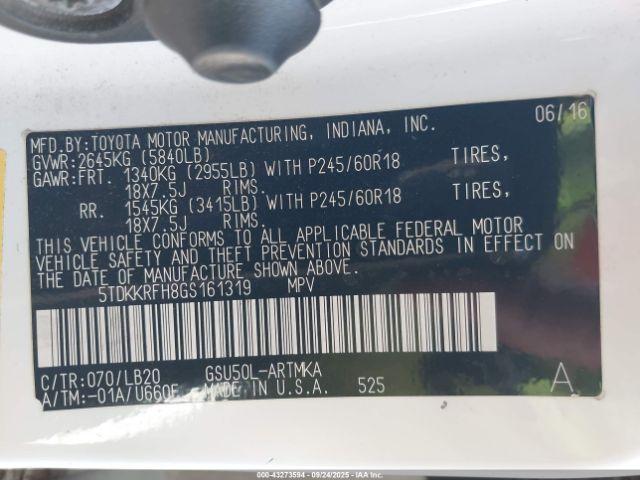 06/16
MFD.BY:TOYOTA MOTOR MANUFACTURING, INDIANA, INC.
GVWR:2645KG (5840LB)
GAWR:FRT. 1340KG (2955LB) WITH P245/60R18 TIRES,
18X7.5J RIMS.
RR. 1545KG (3415LB) WITH P245/60R18 TIRES,
18X7.5J RIMS.
THIS VEHICLE CONFORMS TO ALL APPLICABLE FEDERAL MOTOR
VEHICLE SAFETY AND THEFT PREVENTION STANDARDS IN EFFECT ON
THE DATE OF MANUFACTURE SHOWN ABOVE.
5TDKKRFH8GS161319 MPV
C/TR:070/LB20 GSU50L-ARTMKA
A/TM:-01A/U660E MADE IN U.S.A. 525 A
000-43273594 - 09/24/2025 - IAA Inc.